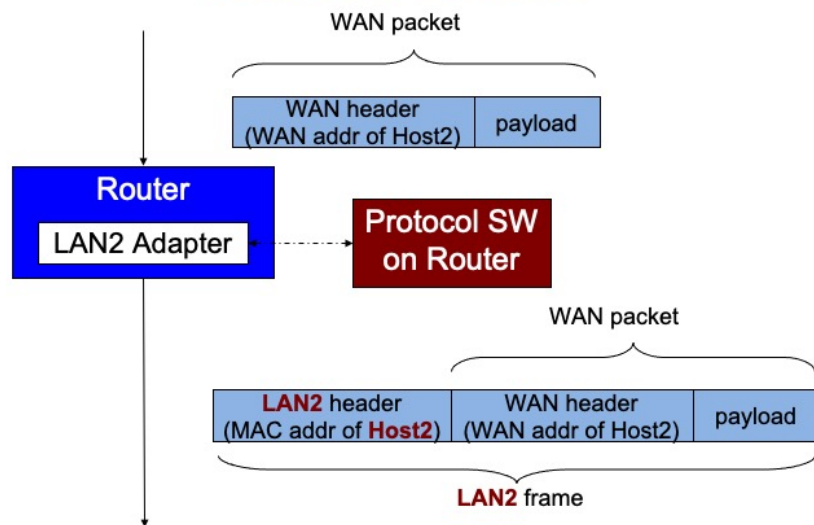 WAN packet
WAN header
(WAN addr of Host2)
payload
Router
LAN2 Adapter
Protocol SW
on Router
WAN packet
LAN2 header
(MAC addr of Host2)
WAN header
(WAN addr of Host2)
payload
LAN2 frame